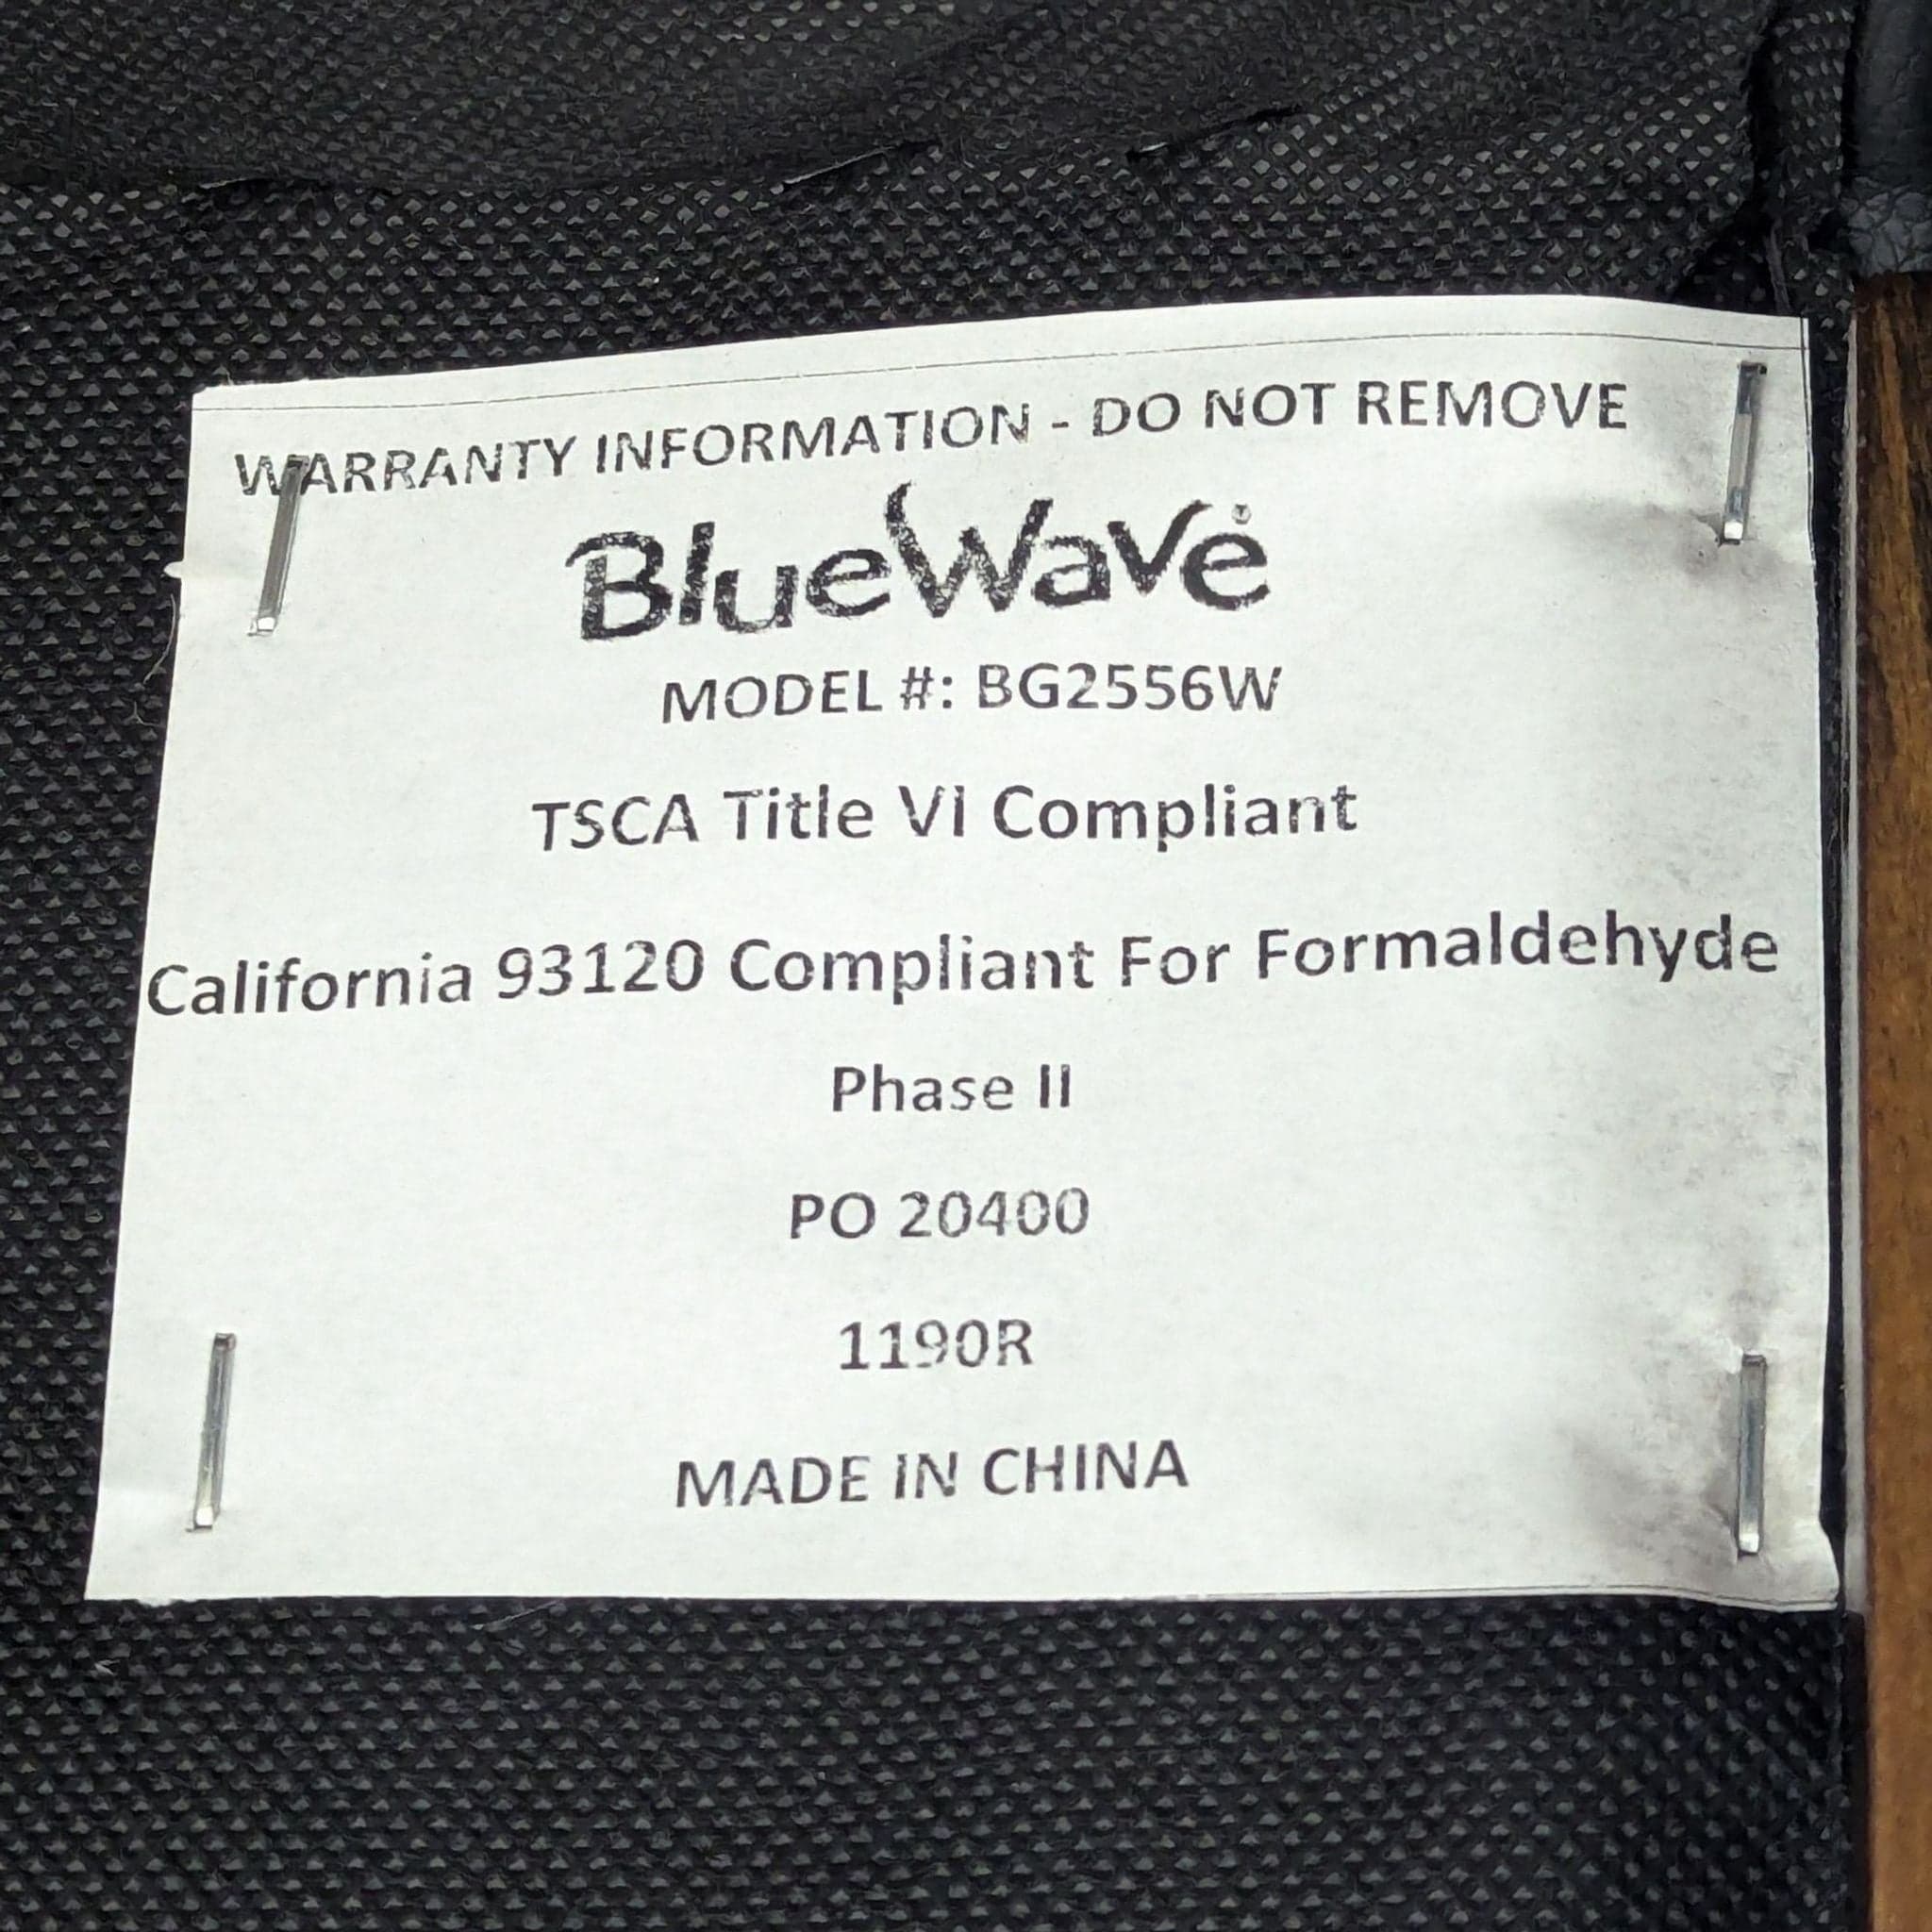 WARRANTY INFORMATION - DO NOT REMOVE
BlueWave
MODEL #: BG2556W
TSCA Title VI Compliant
California 93120 Compliant For Formaldehyde
Phase II
PO 20400
1190R
MADE IN CHINA